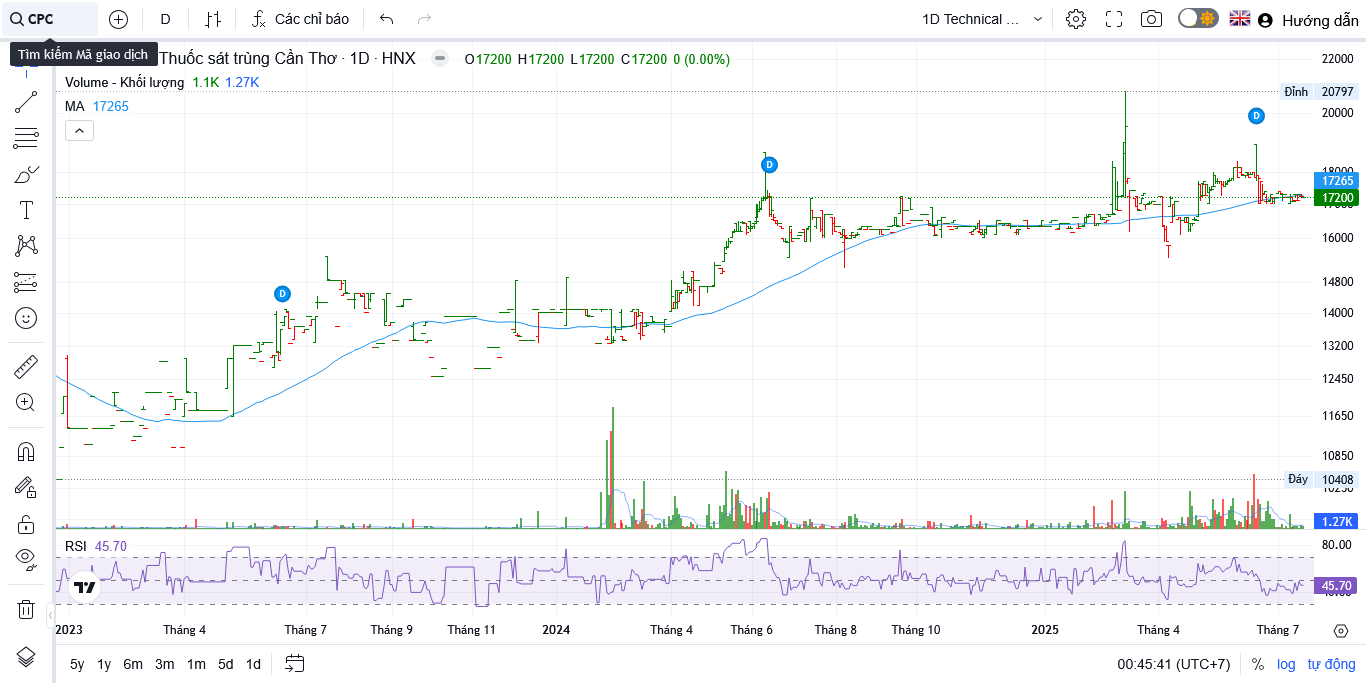 CPC
D
Các chỉ báo
1D Technical ...
Hướng dẫn
Tìm kiếm Mã giao dịch
Thuốc sát trùng Cần Thơ · 1D · HNX
O17200 H17200 L17200 C17200 0 (0.00%)
Volume - Khối lượng 1.1K 1.27K
MA 17265
22000
Đỉnh 20797
20000
D
D
18000
17265
17200
16000
14800
D
14000
13200
12450
11650
10850
Đáy 10408
1.27K
RSI 45.70
80.00
45.70
2023
Tháng 4
Tháng 7
Tháng 9
Tháng 11
2024
Tháng 4
Tháng 6
Tháng 8
Tháng 10
2025
Tháng 4
Tháng 7
5y 1y 6m 3m 1m 5d 1d
00:45:41 (UTC+7)
% log tự động